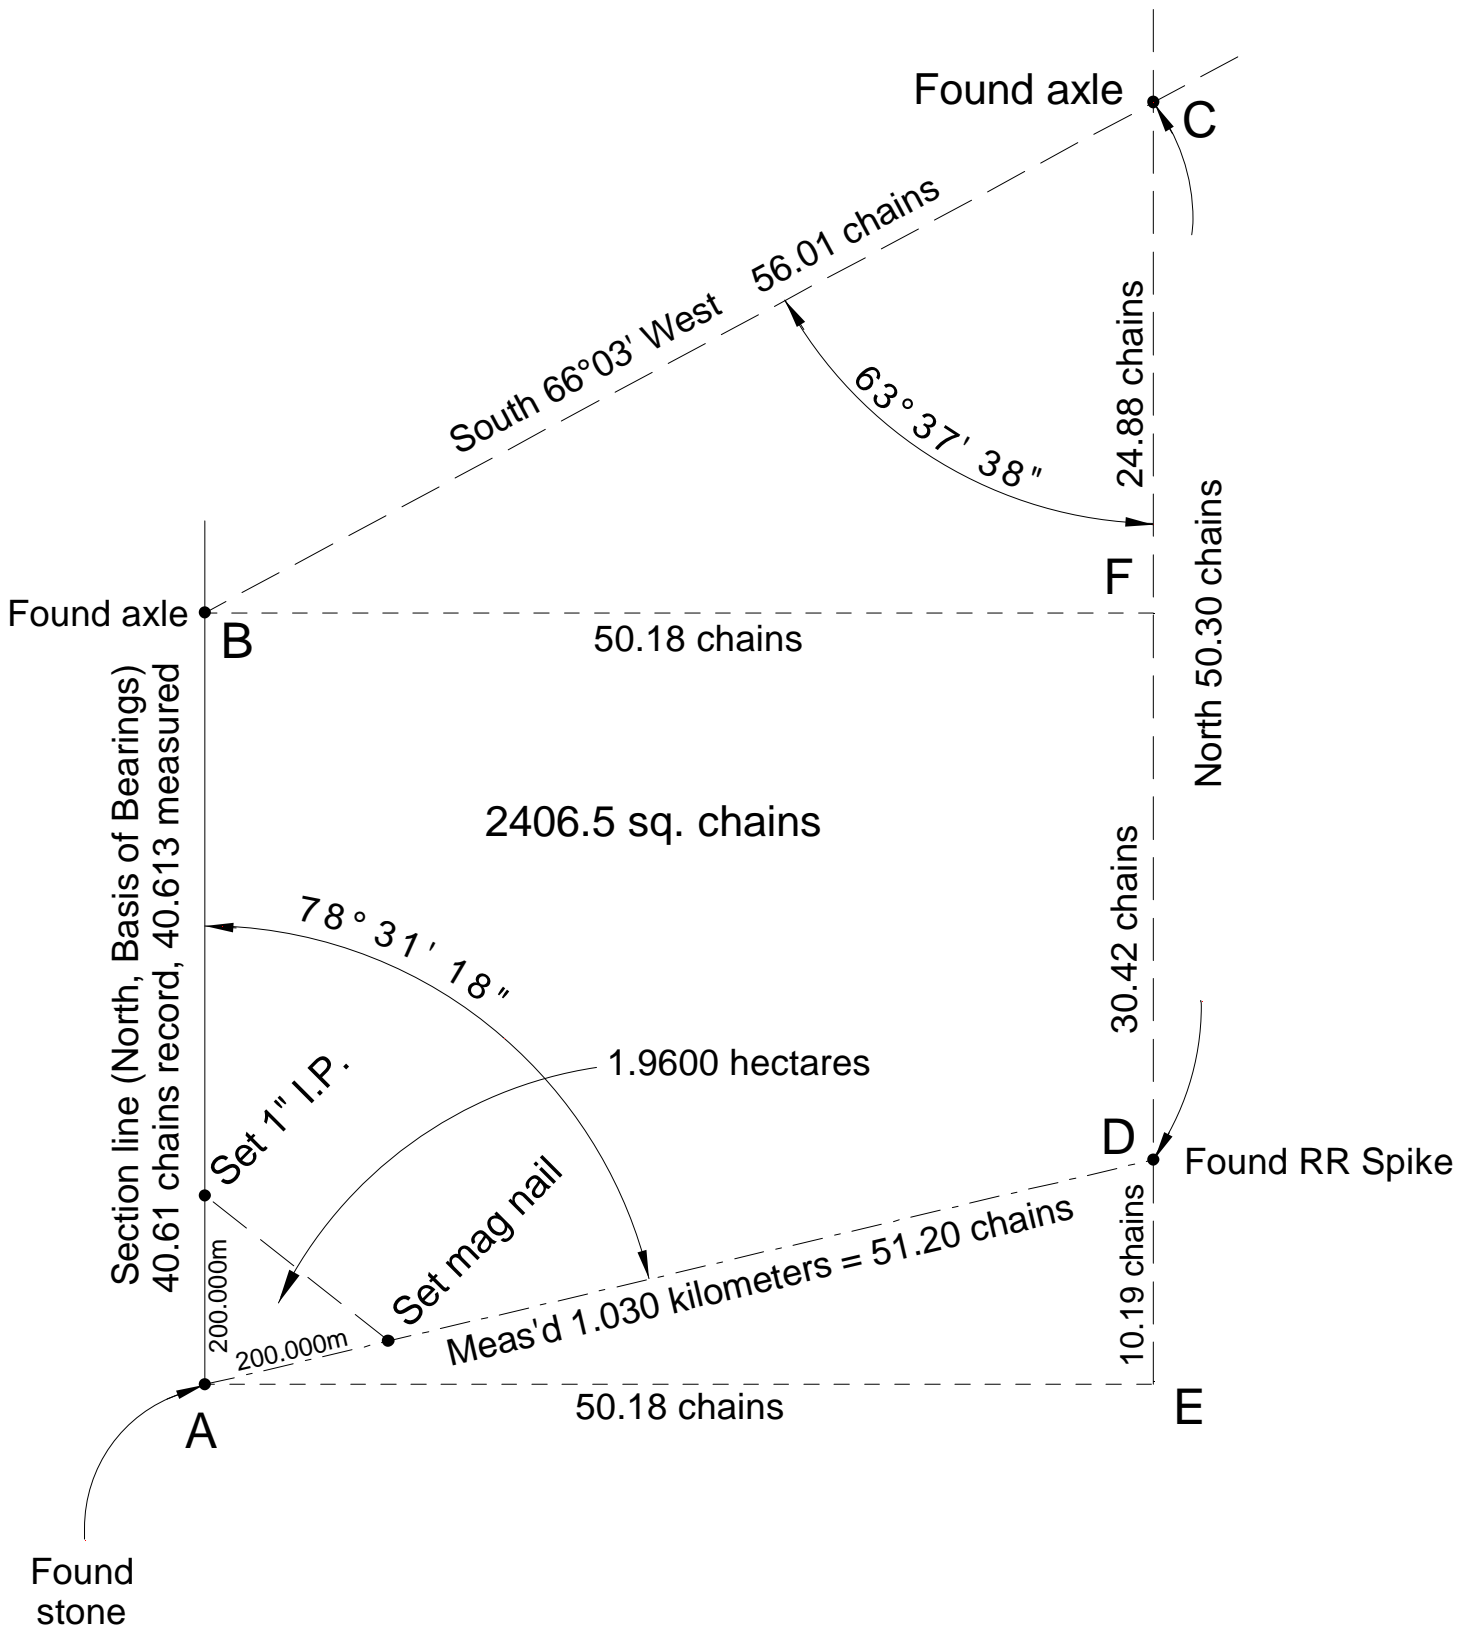 Found axle
C
South 66°03' West 56.01 chains
63°37'38"
24.88 chains
North 50.30 chains
F
Found axle
B
50.18 chains
Section line (North, Basis of Bearings)
40.61 chains record, 40.613 measured
2406.5 sq. chains
78°31'18"
30.42 chains
Set 1" I.P.
1.9600 hectares
D
Found RR Spike
Set mag nail
200.000m
200.000m
Meas'd 1.030 kilometers = 51.20 chains
10.19 chains
A
50.18 chains
E
Found
stone